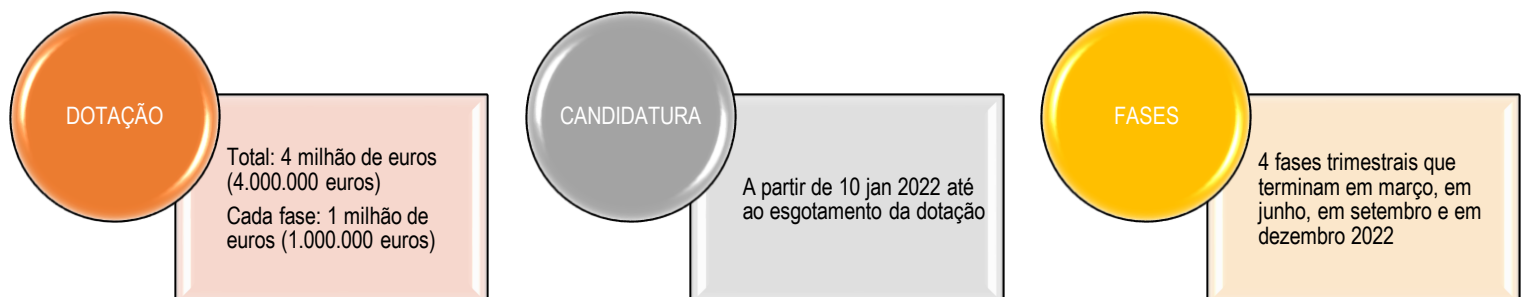 DOTAÇÃO
Total: 4 milhão de euros
(4.000.000 euros)
Cada fase: 1 milhão de
euros (1.000.000 euros)
CANDIDATURA
A partir de 10 jan 2022 até
ao esgotamento da dotação
FASES
4 fases trimestrais que
terminam em março, em
junho, em setembro e em
dezembro 2022